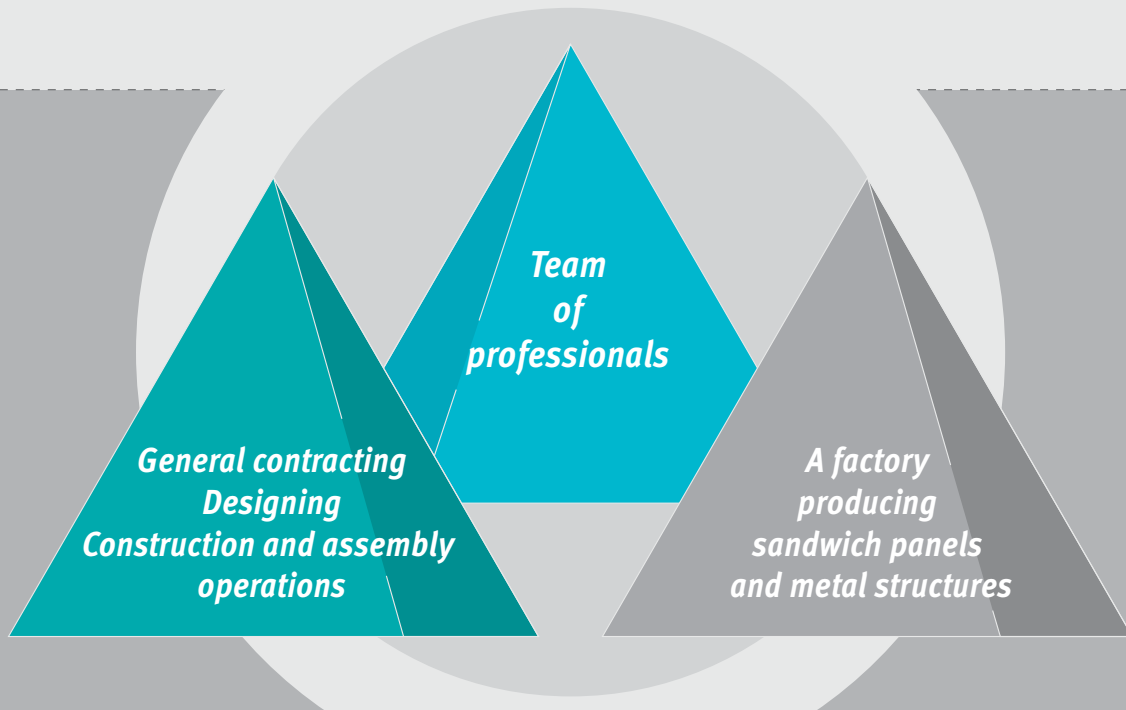 Team
of
professionals
General contracting
Designing
Construction and assembly
operations
A factory
producing
sandwich panels
and metal structures